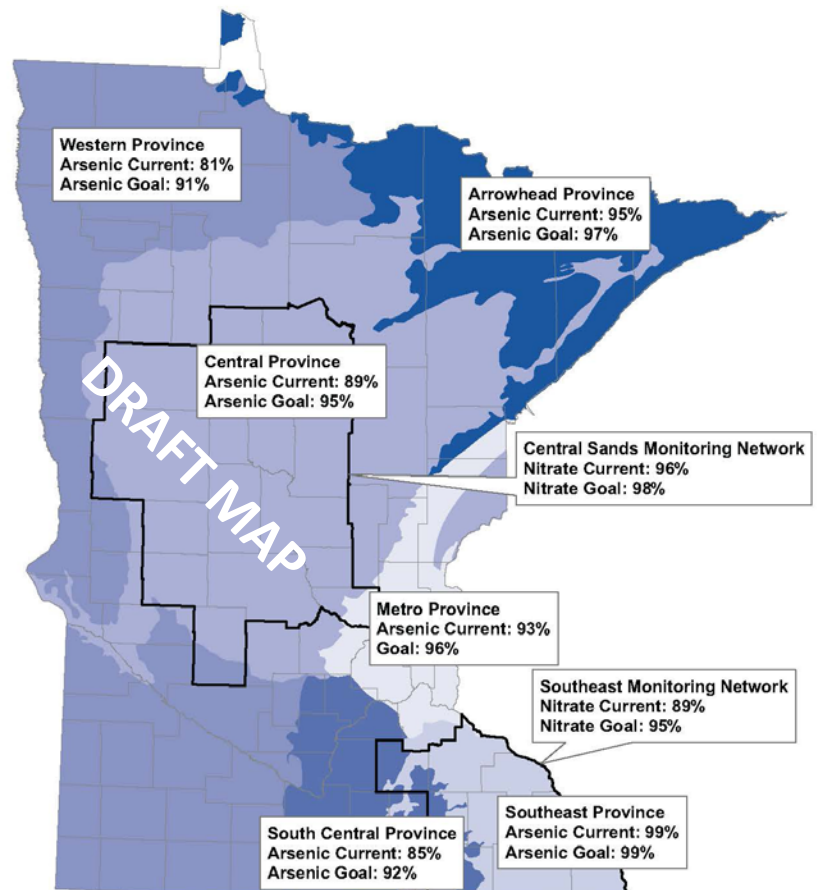 Western Province
Arsenic Current: 81%
Arsenic Goal: 91%
Arrowhead Province
Arsenic Current: 95%
Arsenic Goal: 97%
Central Province
Arsenic Current: 89%
Arsenic Goal: 95%
DRAFT MAP
Central Sands Monitoring Network
Nitrate Current: 96%
Nitrate Goal: 98%
Metro Province
Arsenic Current: 93%
Goal: 96%
Southeast Monitoring Network
Nitrate Current: 89%
Nitrate Goal: 95%
Southeast Province
Arsenic Current: 99%
Arsenic Goal: 99%
South Central Province
Arsenic Current: 85%
Arsenic Goal: 92%